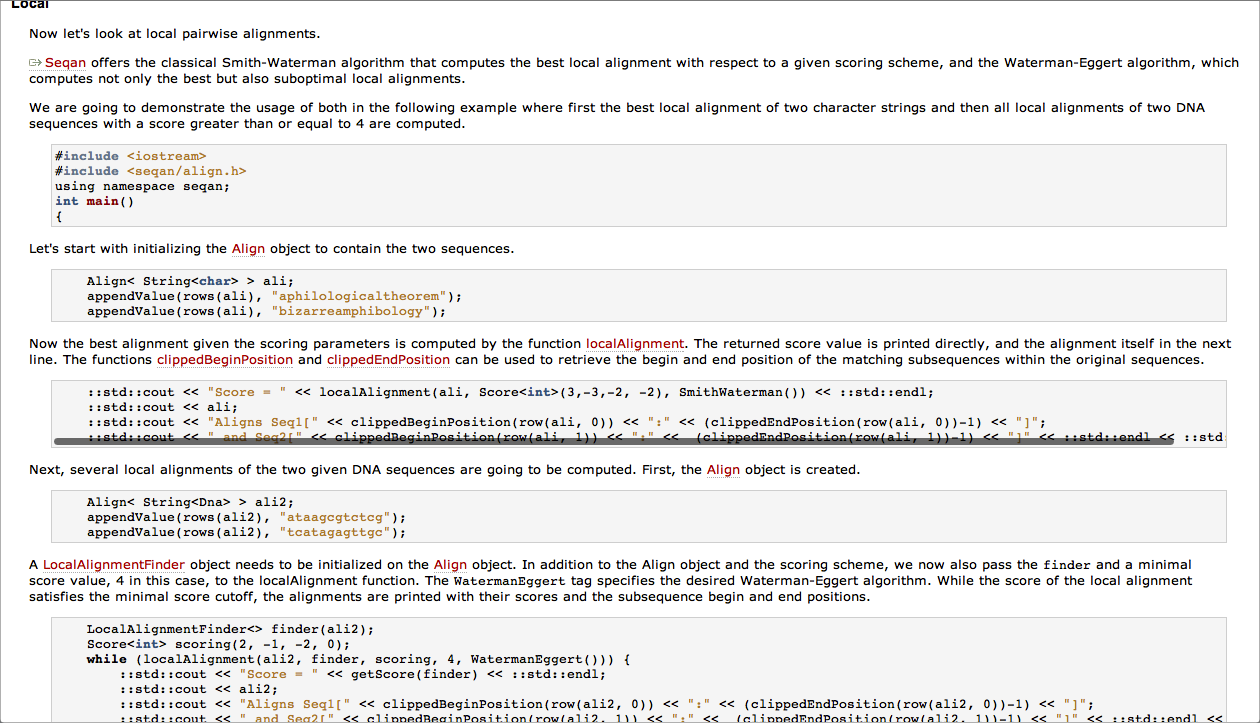 Local
Now let's look at local pairwise alignments.
Seqan offers the classical Smith-Waterman algorithm that computes the best local alignment with respect to a given scoring scheme, and the Waterman-Eggert algorithm, which
computes not only the best but also suboptimal local alignments.
We are going to demonstrate the usage of both in the following example where first the best local alignment of two character strings and then all local alignments of two DNA
sequences with a score greater than or equal to 4 are computed.
#include <iostream>
#include <seqan/align.h>
using namespace seqan;
int main()
{
Let's start with initializing the Align object to contain the two sequences.
Align< String<char> > ali;
appendValue(rows(ali), "aphilologicaltheorem");
appendValue(rows(ali), "bizarreamphibology");
Now the best alignment given the scoring parameters is computed by the function localAlignment. The returned score value is printed directly, and the alignment itself in the next
line. The functions clippedBeginPosition and clippedEndPosition can be used to retrieve the begin and end position of the matching subsequences within the original sequences.
::std::cout << "Score = " << localAlignment(ali, Score<int>(3,-3,-2, -2), SmithWaterman()) << ::std::endl;
::std::cout << ali;
::std::cout << "Aligns Seq1[" << clippedBeginPosition(row(ali, 0)) << ":" << (clippedEndPosition(row(ali, 0))-1) << "]";
::std::cout << " and Seq2[" << clippedBeginPosition(row(ali, 1)) << ":" <<  (clippedEndPosition(row(ali, 1))-1) << "]" << ::std::endl << ::std
Next, several local alignments of the two given DNA sequences are going to be computed. First, the Align object is created.
Align< String<Dna> > ali2;
appendValue(rows(ali2), "ataagcgtctcg");
appendValue(rows(ali2), "tcatagagttgc");
A LocalAlignmentFinder object needs to be initialized on the Align object. In addition to the Align object and the scoring scheme, we now also pass the finder and a minimal
score value, 4 in this case, to the localAlignment function. The WatermanEggert tag specifies the desired Waterman-Eggert algorithm. While the score of the local alignment
satisfies the minimal score cutoff, the alignments are printed with their scores and the subsequence begin and end positions.
LocalAlignmentFinder<> finder(ali2);
Score<int> scoring(2, -1, -2, 0);
while (localAlignment(ali2, finder, scoring, 4, WatermanEggert())) {
::std::cout << "Score = " << getScore(finder) << ::std::endl;
::std::cout << ali2;
::std::cout << "Aligns Seq1[" << clippedBeginPosition(row(ali2, 0)) << ":" << (clippedEndPosition(row(ali2, 0))-1) << "]";
::std::cout << " and Seq2[" << clippedBeginPosition(row(ali2, 1)) << ":" <<  (clippedEndPosition(row(ali2, 1))-1) << "]" << ::std::endl <<